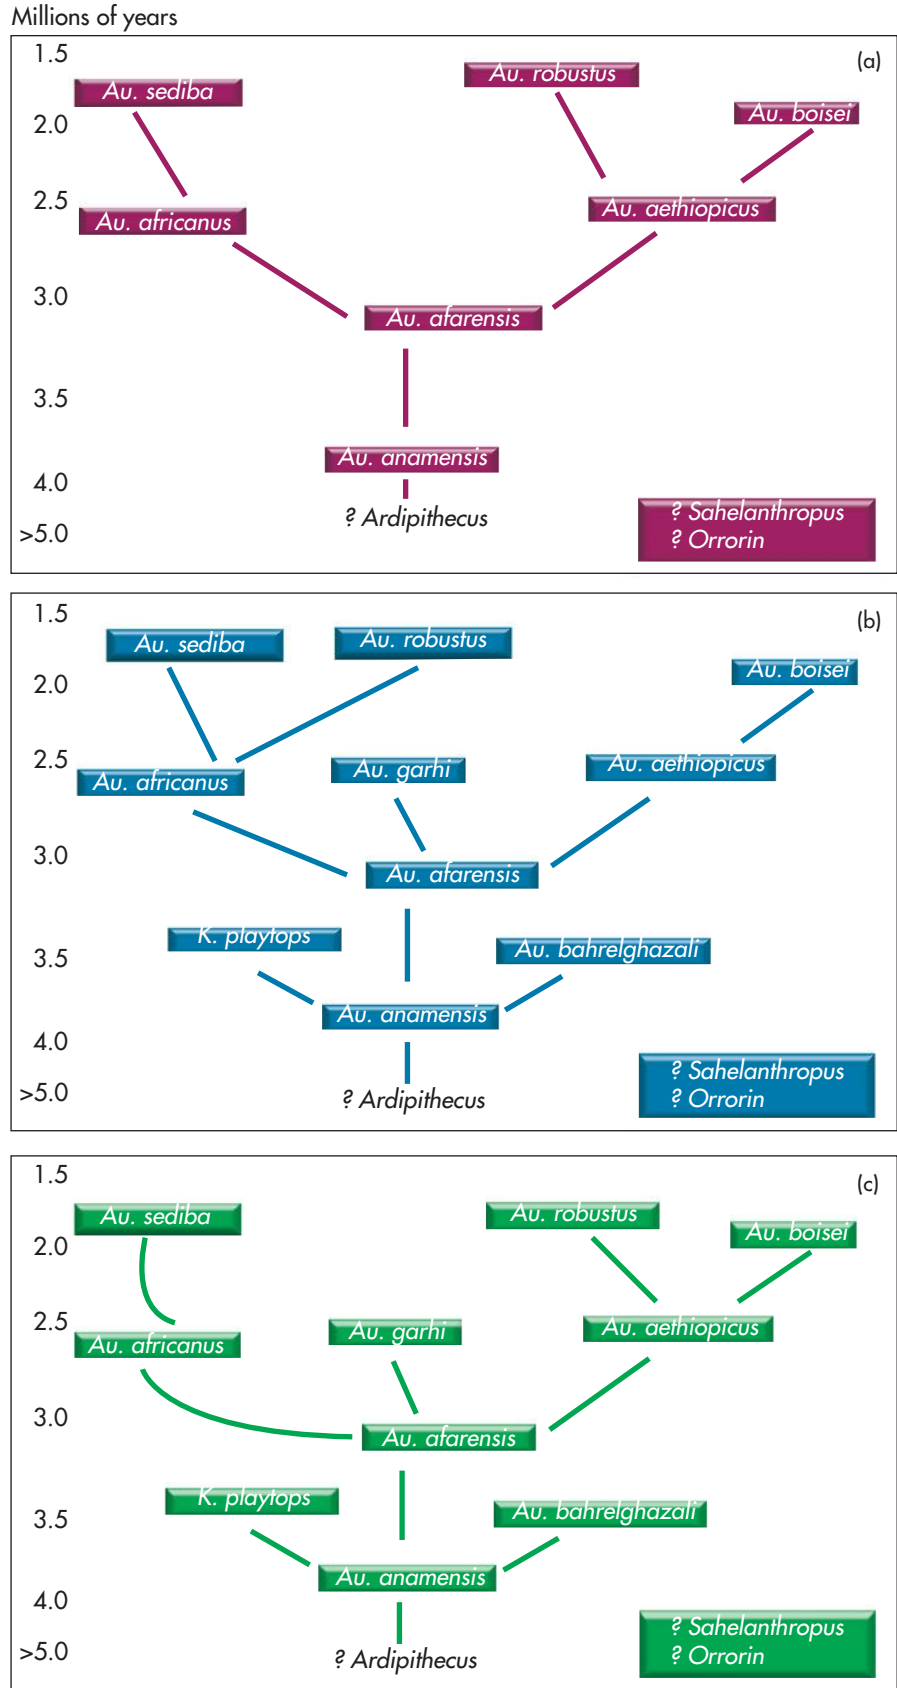 Millions of years
(a)
1.5
Au. sediba
Au. robustus
2.0
Au. boisei
2.5
Au. africanus
Au. aethiopicus
3.0
Au. afarensis
3.5
Au. anamensis
4.0
? Ardipithecus
>5.0
? Sahelanthropus
? Orrorin
(b)
1.5
Au. sediba
Au. robustus
2.0
Au. boisei
2.5
Au. africanus
Au. garhi
Au. aethiopicus
3.0
Au. afarensis
K. playtops
3.5
Au. bahrelghazali
Au. anamensis
4.0
? Ardipithecus
>5.0
? Sahelanthropus
? Orrorin
(c)
1.5
Au. sediba
Au. robustus
2.0
Au. boisei
2.5
Au. africanus
Au. garhi
Au. aethiopicus
3.0
Au. afarensis
K. playtops
3.5
Au. bahrelghazali
Au. anamensis
4.0
? Ardipithecus
>5.0
? Sahelanthropus
? Orrorin